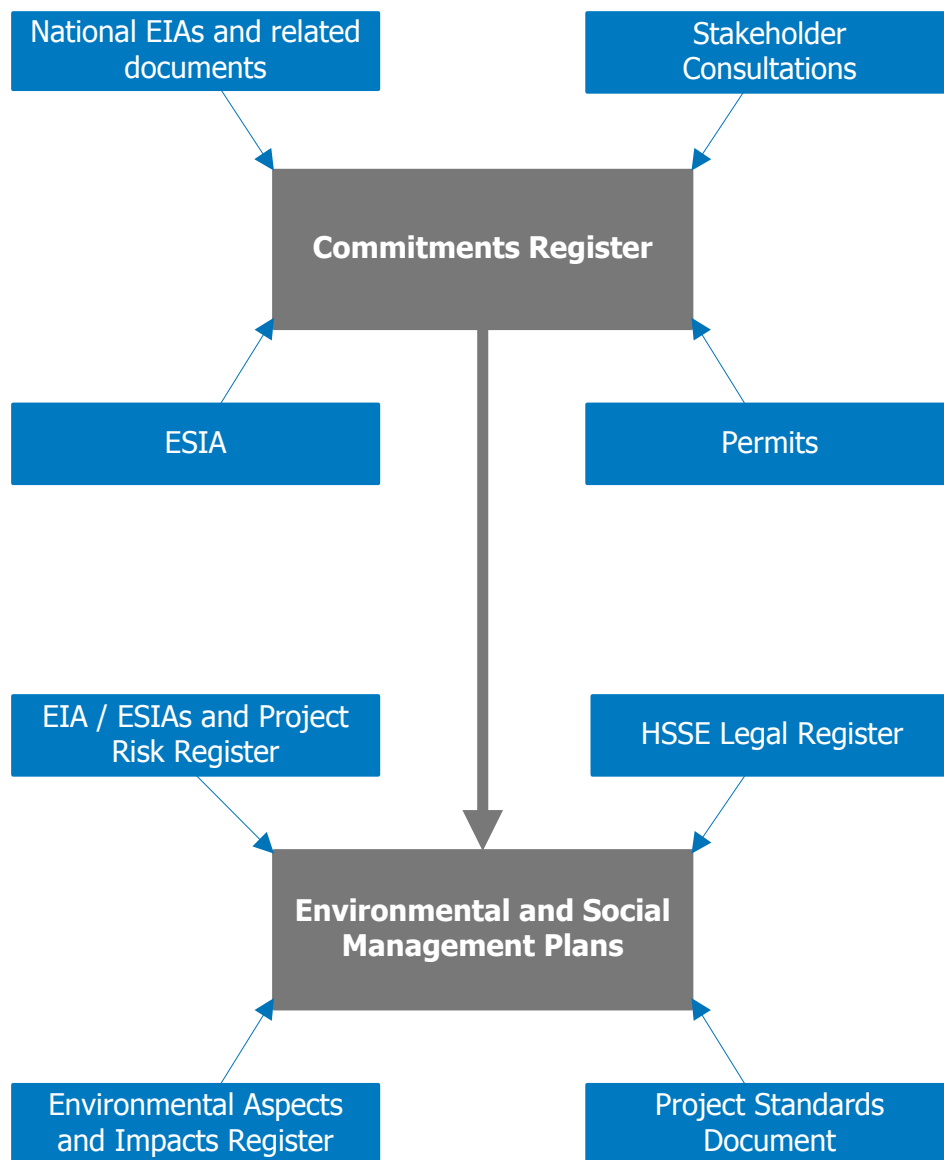 National EIAs and related
documents
Stakeholder
Consultations
Commitments Register
ESIA
Permits
EIA / ESIAs and Project
Risk Register
HSSE Legal Register
Environmental and Social
Management Plans
Environmental Aspects
and Impacts Register
Project Standards
Document